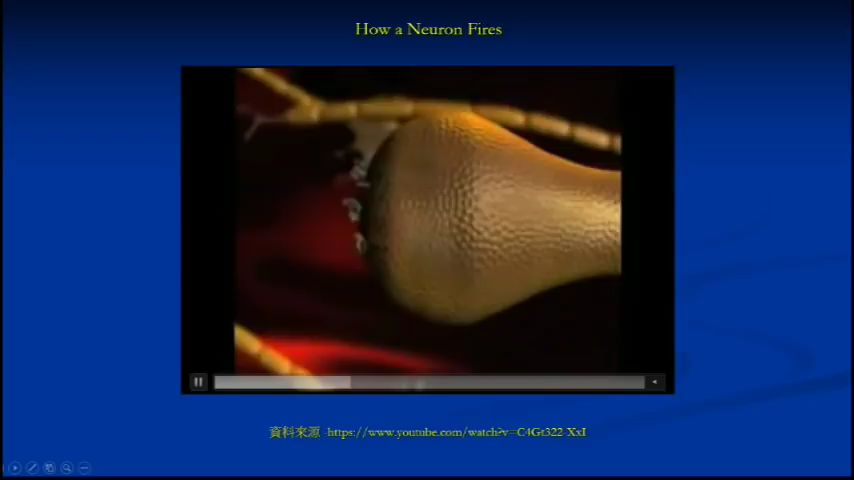 How a Neuron Fires
資料來源 -https://www.youtube.com/watch?v=C4Gt322-XxI